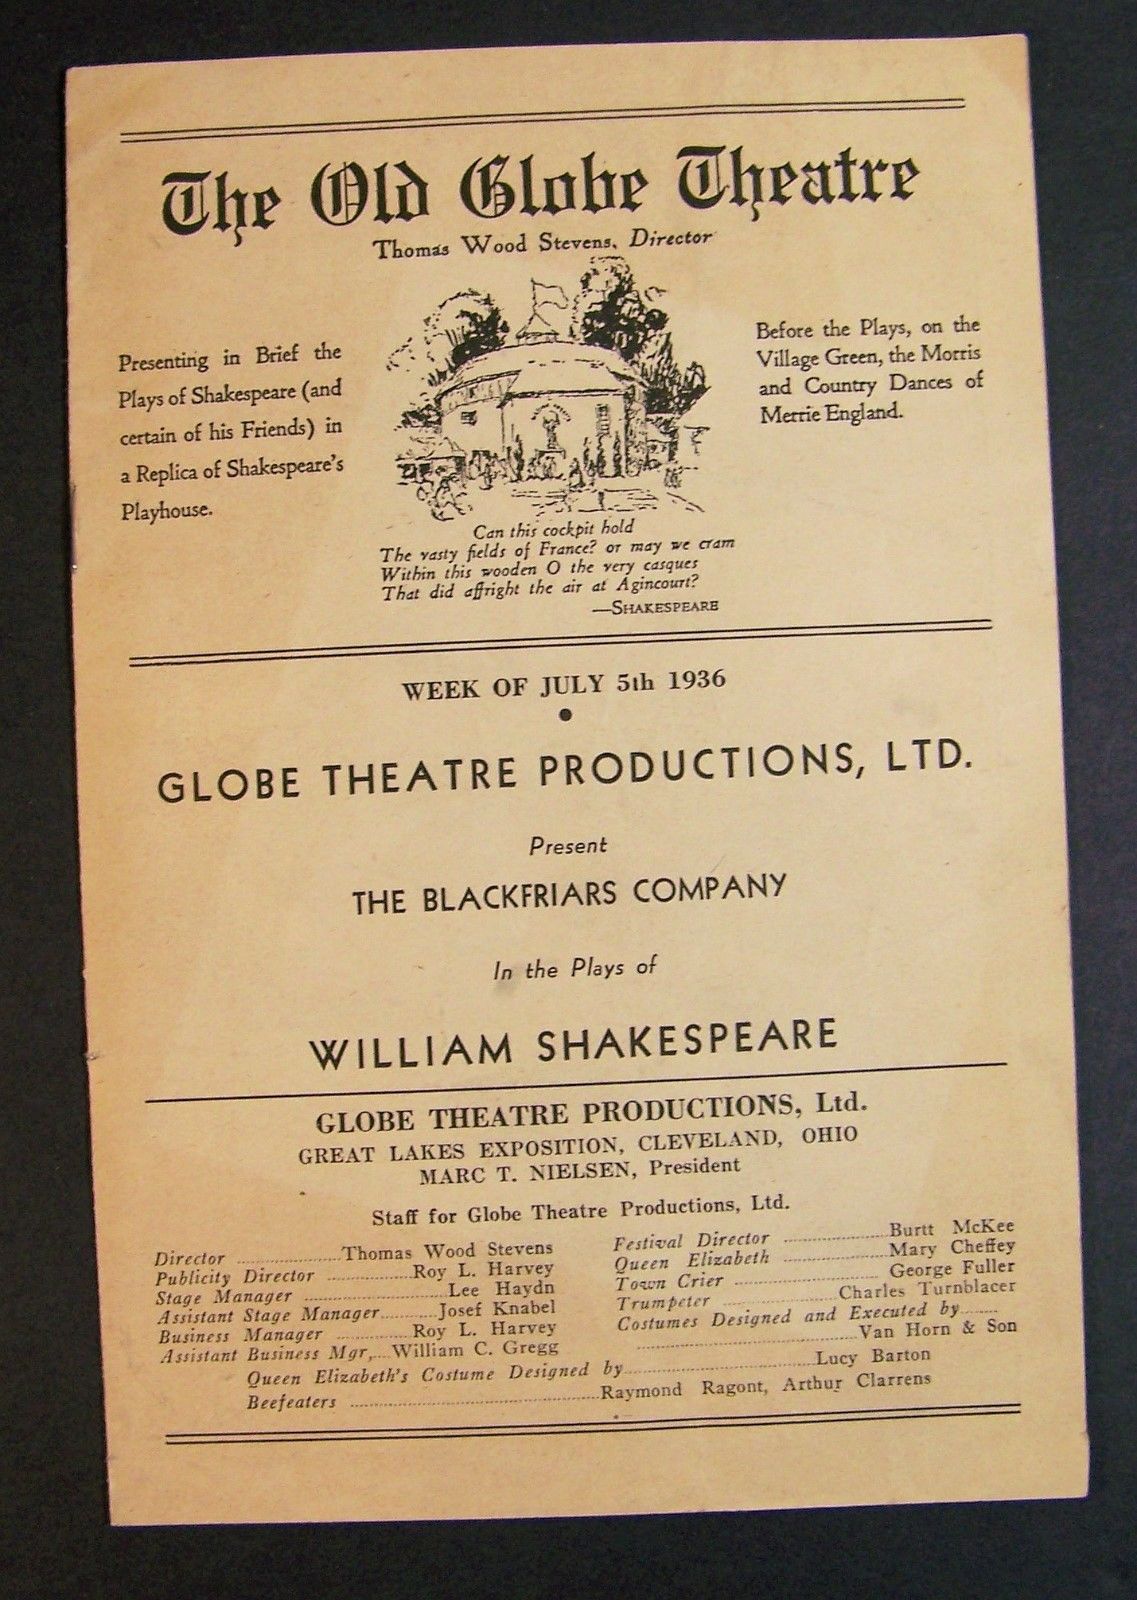 The Old Globe Theatre
Thomas Wood Stevens, Director
Presenting in Brief the
Plays of Shakespeare (and
certain of his Friends) in
a Replica of Shakespeare's
Playhouse.
Before the Plays, on the
Village Green, the Morris
and Country Dances of
Merrie England.
Can this cockpit hold
The vasty fields of France? or may we cram
Within this wooden O the very casques
That did affright the air at Agincourt?
—SHAKESPEARE
WEEK OF JULY 5th 1936
GLOBE THEATRE PRODUCTIONS, LTD.
Present
THE BLACKFRIARS COMPANY
In the Plays of
WILLIAM SHAKESPEARE
GLOBE THEATRE PRODUCTIONS, Ltd.
GREAT LAKES EXPOSITION, CLEVELAND, OHIO
MARC T. NIELSEN, President
Staff for Globe Theatre Productions, Ltd.
Director ........ Thomas Wood Stevens
Publicity Director ........ Roy L. Harvey
Stage Manager ........ Lee Haydn
Assistant Stage Manager ........ Josef Knabel
Business Manager ........ Roy L. Harvey
Assistant Business Mgr, .... William C. Gregg
Festival Director ........ Burtt McKee
Queen Elizabeth ........ Mary Cheffey
Town Crier ........ George Fuller
Trumpeter ........ Charles Turnblacer
Costumes Designed and Executed by ........
........ Van Horn & Son
Queen Elizabeth's Costume Designed by ........ Lucy Barton
Beefeaters ........ Raymond Ragont, Arthur Clarrens